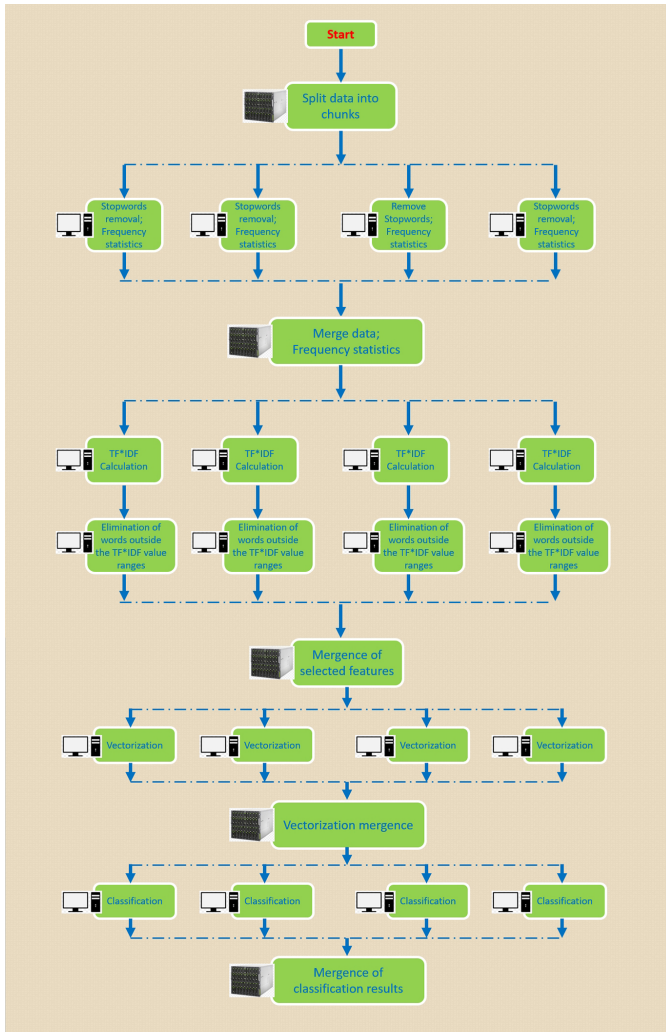 Start
Split data into
chunks
Stopwords
removal;
Frequency
statistics
Stopwords
removal;
Frequency
statistics
Remove
Stopwords;
Frequency
statistics
Stopwords
removal;
Frequency
statistics
Merge data;
Frequency statistics
TF*IDF
Calculation
TF*IDF
Calculation
TF*IDF
Calculation
TF*IDF
Calculation
Elimination of
words outside
the TF*IDF value
ranges
Elimination of
words outside
the TF*IDF value
ranges
Elimination of
words outside
the TF*IDF value
ranges
Elimination of
words outside
the TF*IDF value
ranges
Mergence of
selected features
Vectorization
Vectorization
Vectorization
Vectorization
Vectorization mergence
Classification
Classification
Classification
Classification
Mergence of
classification results